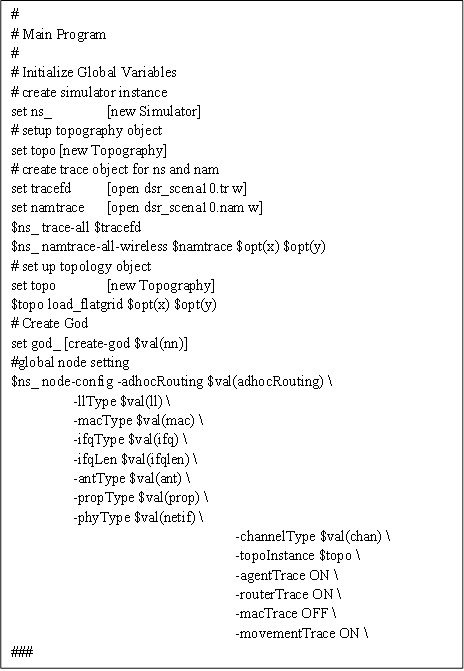 #
# Main Program
#
# Initialize Global Variables
# create simulator instance
set ns_ [new Simulator]
# setup topography object
set topo [new Topography]
# create trace object for ns and nam
set tracefd [open dsr_scena10.tr w]
set namtrace [open dsr_scena10.nam w]
$ns_ trace-all $tracefd
$ns_ namtrace-all-wireless $namtrace $opt(x) $opt(y)
# set up topology object
set topo [new Topography]
$topo load_flatgrid $opt(x) $opt(y)
# Create God
set god_ [create-god $val(nn)]
#global node setting
$ns_ node-config -adhocRouting $val(adhocRouting) \
-llType $val(ll) \
-macType $val(mac) \
-ifqType $val(ifq) \
-ifqLen $val(ifqlen) \
-antType $val(ant) \
-propType $val(prop) \
-phyType $val(netif) \
-channelType $val(chan) \
-topoInstance $topo \
-agentTrace ON \
-routerTrace ON \
-macTrace OFF \
-movementTrace ON \
###